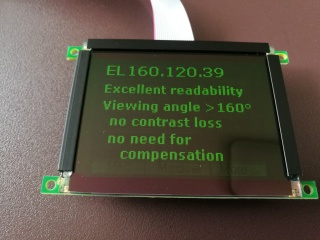 EL160.120.39
Excellent readability
Viewing angle >160°
no contrast loss
no need for
compensation